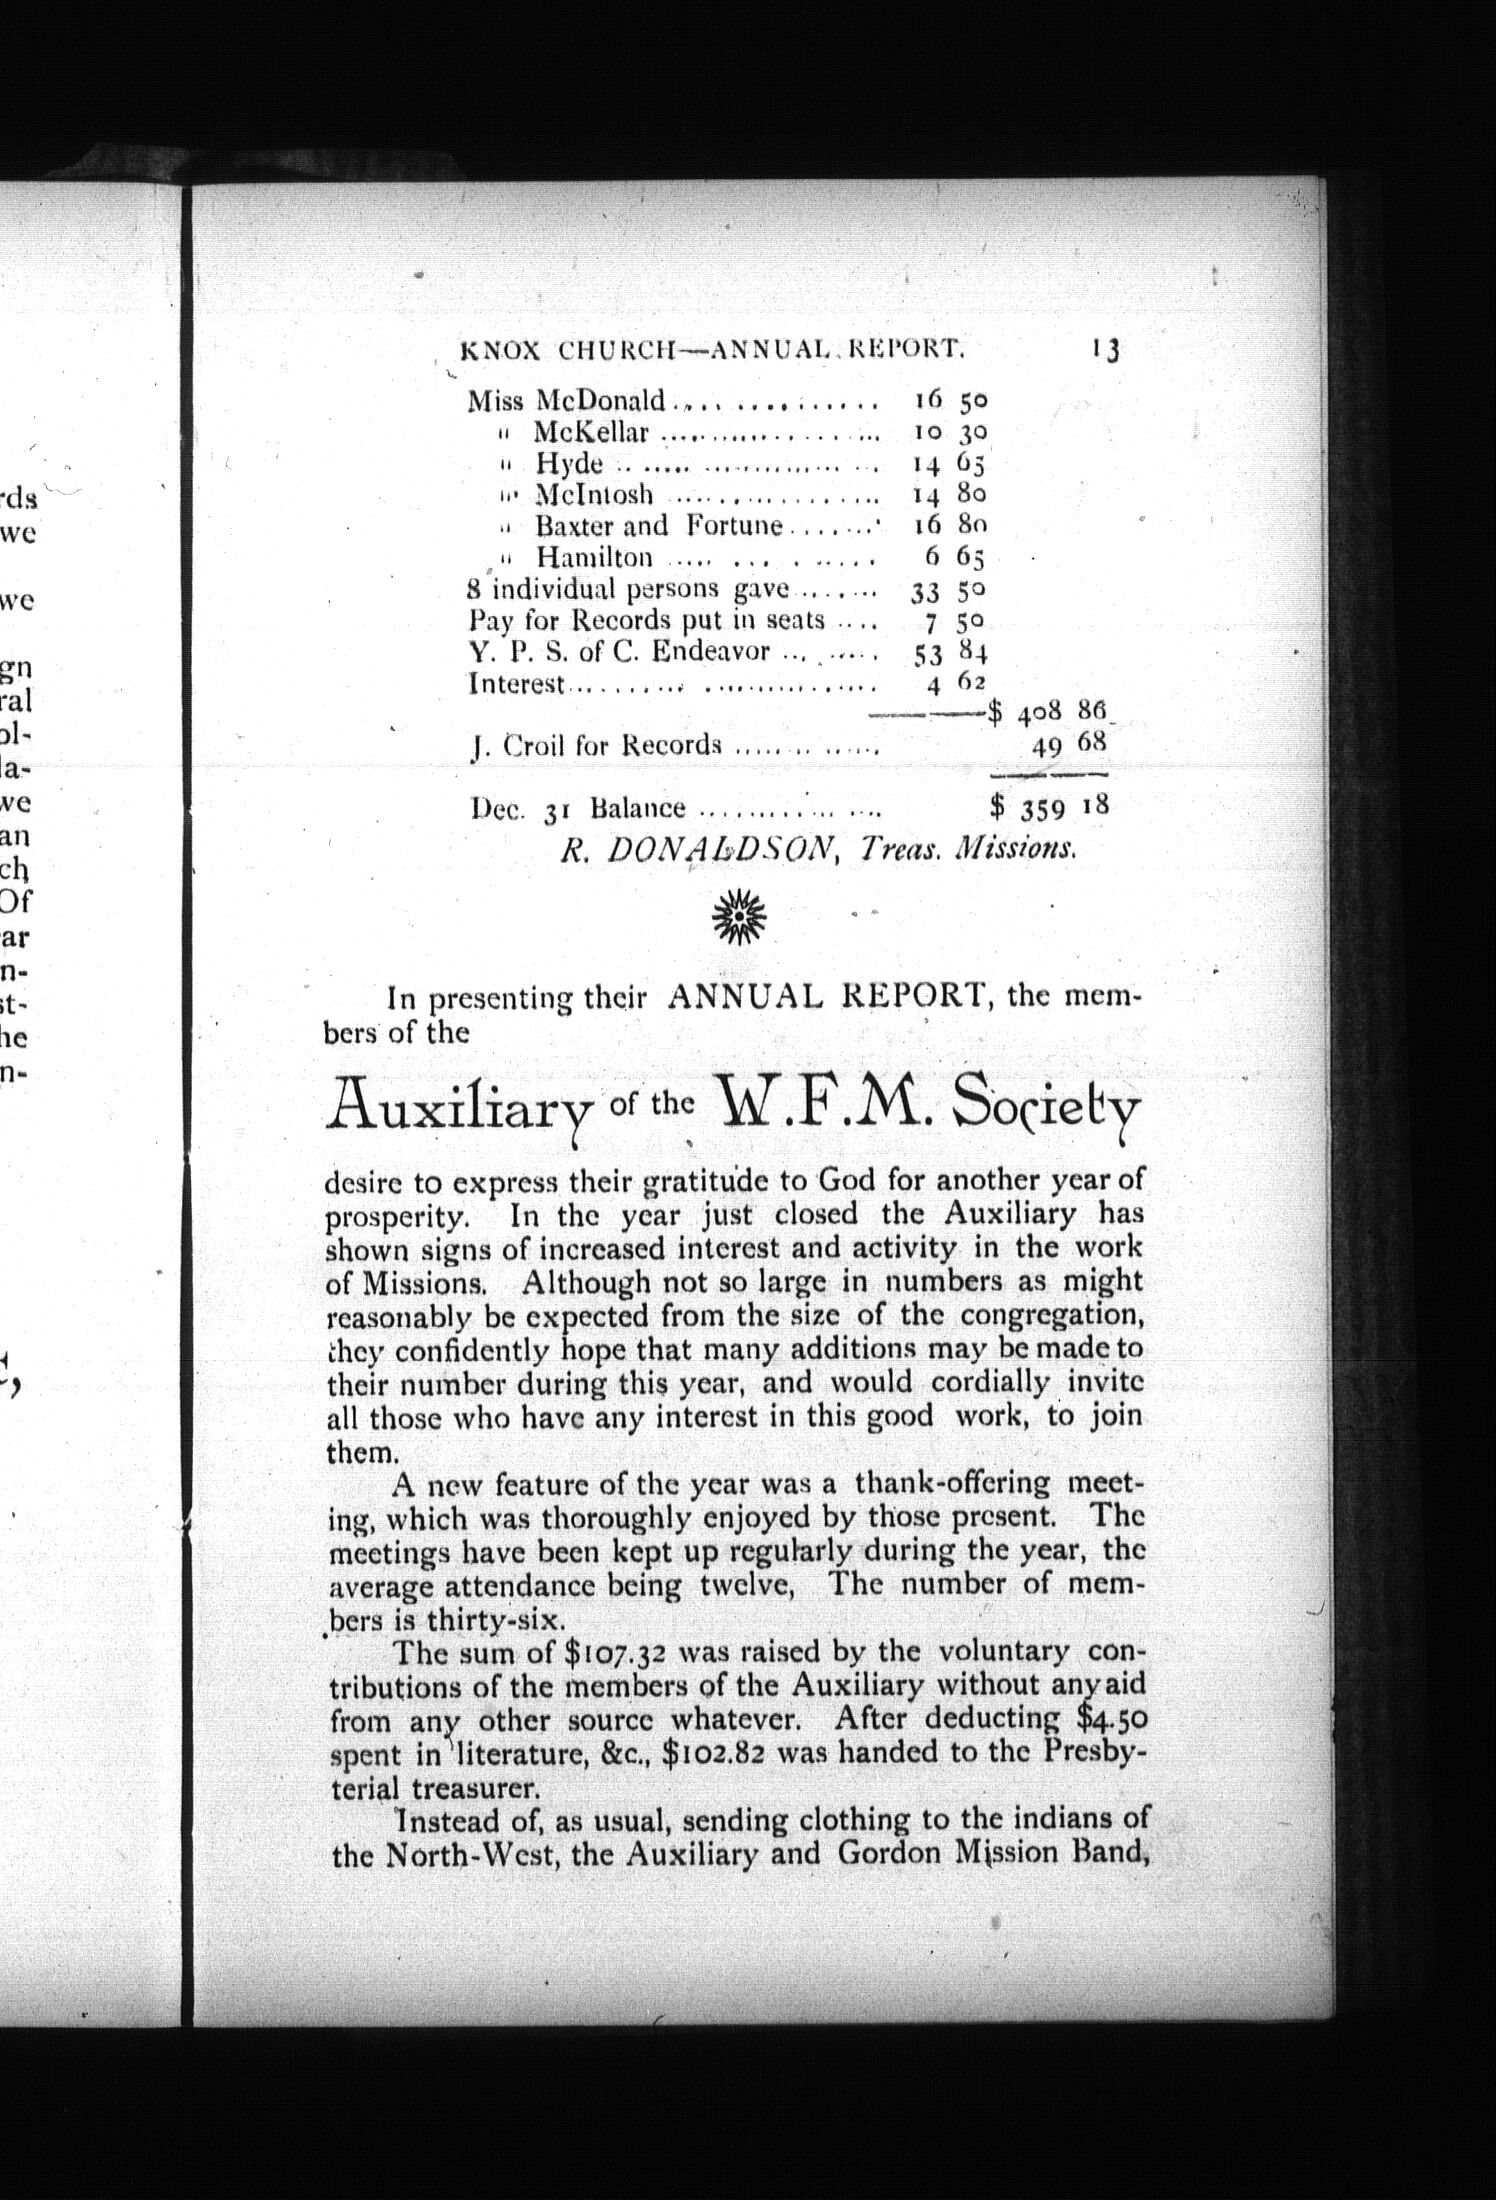 KNOX CHURCH—ANNUAL REPORT. 13
Miss McDonald .... .......... 16 50
" McKellar .................. 10 30
" Hyde .. ..... .............. ... 14 65
" McIntosh .................. 14 80
" Baxter and Fortune ........ 16 80
" Hamilton ..... ... . ...... 6 65
8 individual persons gave ....... 33 50
Pay for Records put in seats .... 7 50
Y. P. S. of C. Endeavor ... ...... 53 84
Interest .......... .............. 4 62
$ 408 86
J. Croil for Records ..... .. ..... 49 68
Dec. 31 Balance ............ .... $ 359 18
R. DONALDSON, Treas. Missions.
In presenting their ANNUAL REPORT, the mem-
bers of the
Auxiliary of the W.F.M. Society
desire to express their gratitude to God for another year of
prosperity. In the year just closed the Auxiliary has
shown signs of increased interest and activity in the work
of Missions. Although not so large in numbers as might
reasonably be expected from the size of the congregation,
they confidently hope that many additions may be made to
their number during this year, and would cordially invite
all those who have any interest in this good work, to join
them.
A new feature of the year was a thank-offering meet-
ing, which was thoroughly enjoyed by those present. The
meetings have been kept up regularly during the year, the
average attendance being twelve, The number of mem-
bers is thirty-six.
The sum of $107.32 was raised by the voluntary con-
tributions of the members of the Auxiliary without any aid
from any other source whatever. After deducting $4.50
spent in literature, &c., $102.82 was handed to the Presby-
terial treasurer.
Instead of, as usual, sending clothing to the indians of
the North-West, the Auxiliary and Gordon Mission Band,